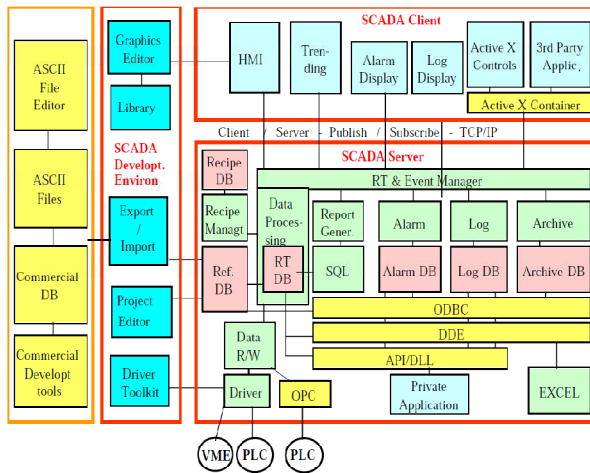 SCADA Client
Graphics
Editor
Library
HMI
Tren-
ding
Alarm
Display
Log
Display
Active X
Controls
3rd Party
Applic.
Active X Container
ASCII
File
Editor
ASCII
Files
Commercial
DB
Commercial
Developt
tools
SCADA
Developt.
Environ
Export
/
Import
Project
Editor
Driver
Toolkit
Client / Server - Publish / Subscribe - TCP/IP
SCADA Server
Recipe
DB
RT & Event Manager
Recipe
Managt
Data
Proces-
sing
Report
Gener.
Alarm
Log
Archive
Ref.
DB
RT
DB
SQL
Alarm DB
Log DB
Archive DB
ODBC
DDE
API/DLL
Data
R/W
Driver
OPC
Private
Application
EXCEL
VME
PLC
PLC